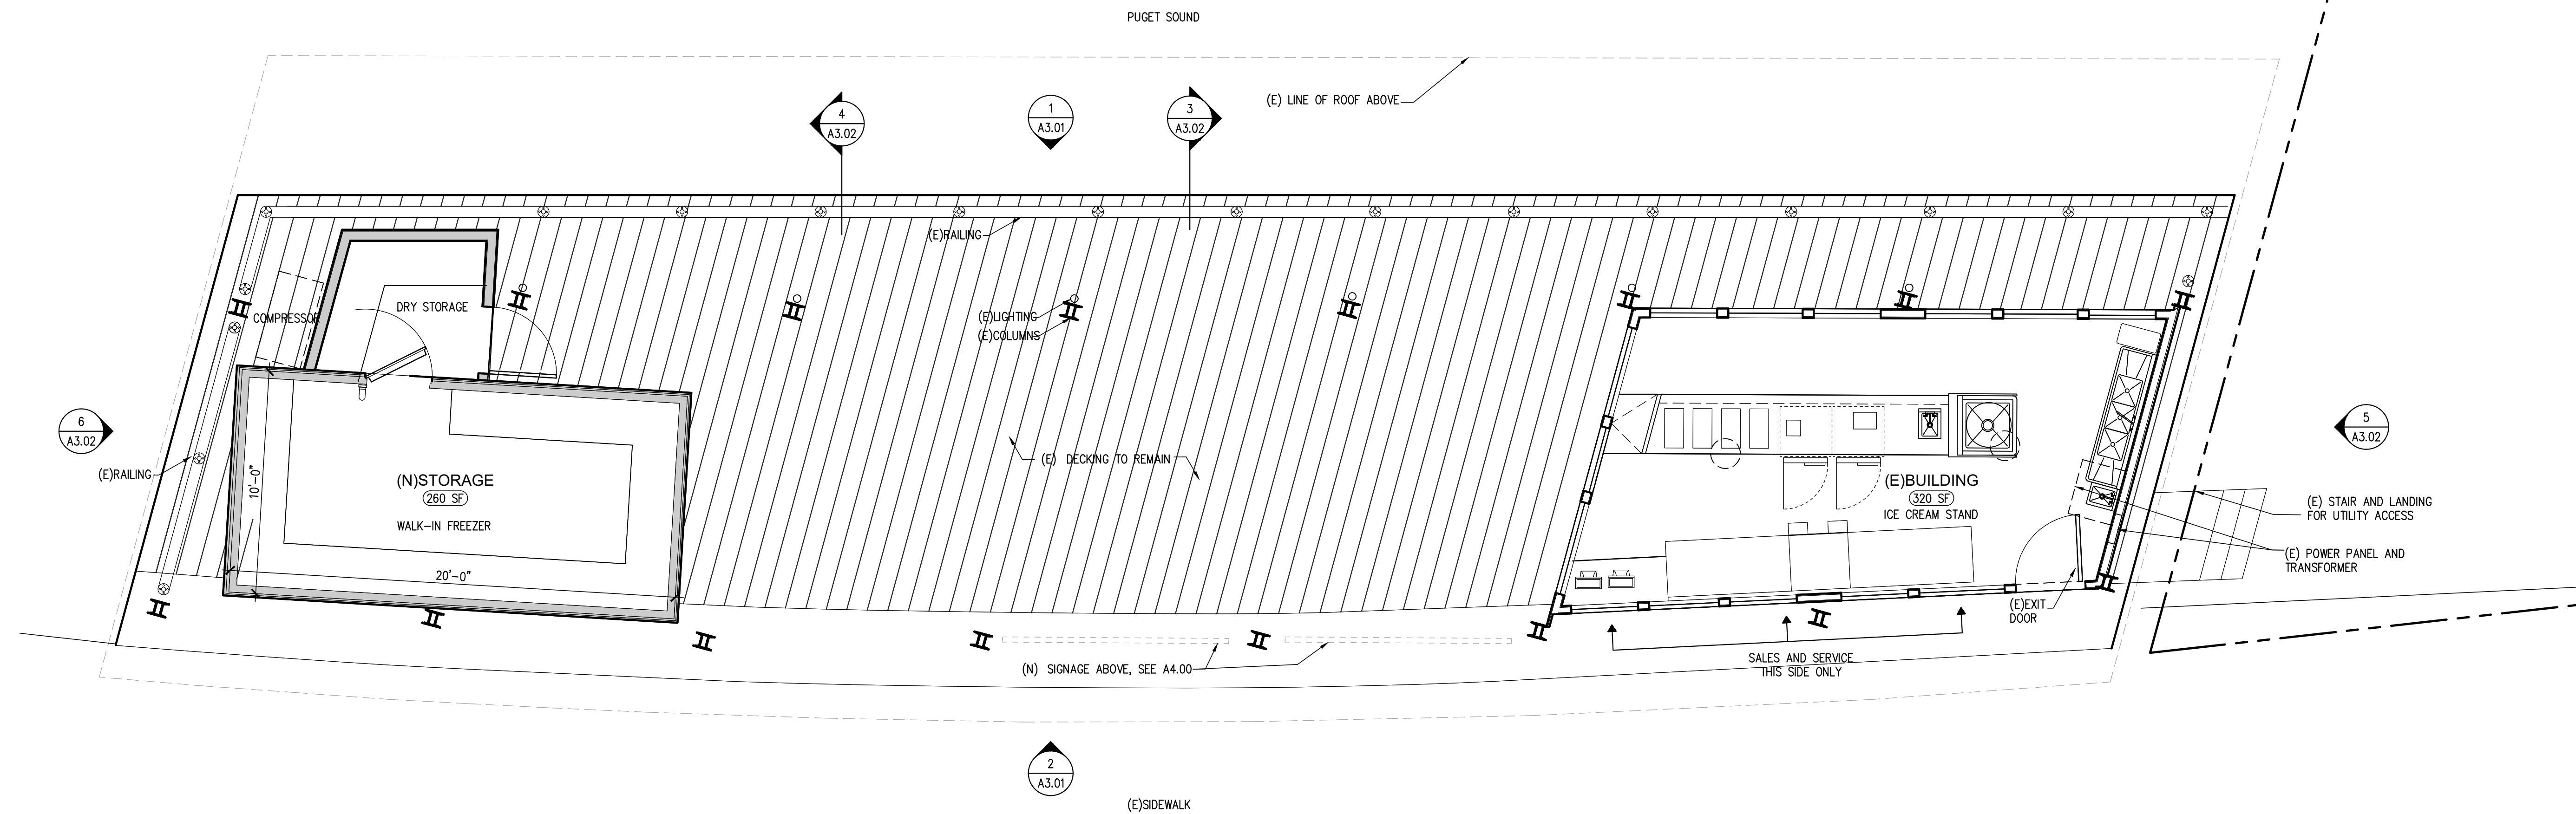 PUGET SOUND
(E) LINE OF ROOF ABOVE
4
A3.02
1
A3.01
3
A3.02
(E)RAILING
DRY STORAGE
COMPRESSOR
(E)LIGHTING
(E)COLUMNS
6
A3.02
(E)RAILING
10'-0"
(N)STORAGE
260 SF
WALK-IN FREEZER
20'-0"
(E) DECKING TO REMAIN
(E)BUILDING
320 SF
ICE CREAM STAND
5
A3.02
(E) STAIR AND LANDING
FOR UTILITY ACCESS
(E) POWER PANEL AND
TRANSFORMER
(E)EXIT
DOOR
(N) SIGNAGE ABOVE, SEE A4.00
SALES AND SERVICE
THIS SIDE ONLY
2
A3.01
(E)SIDEWALK